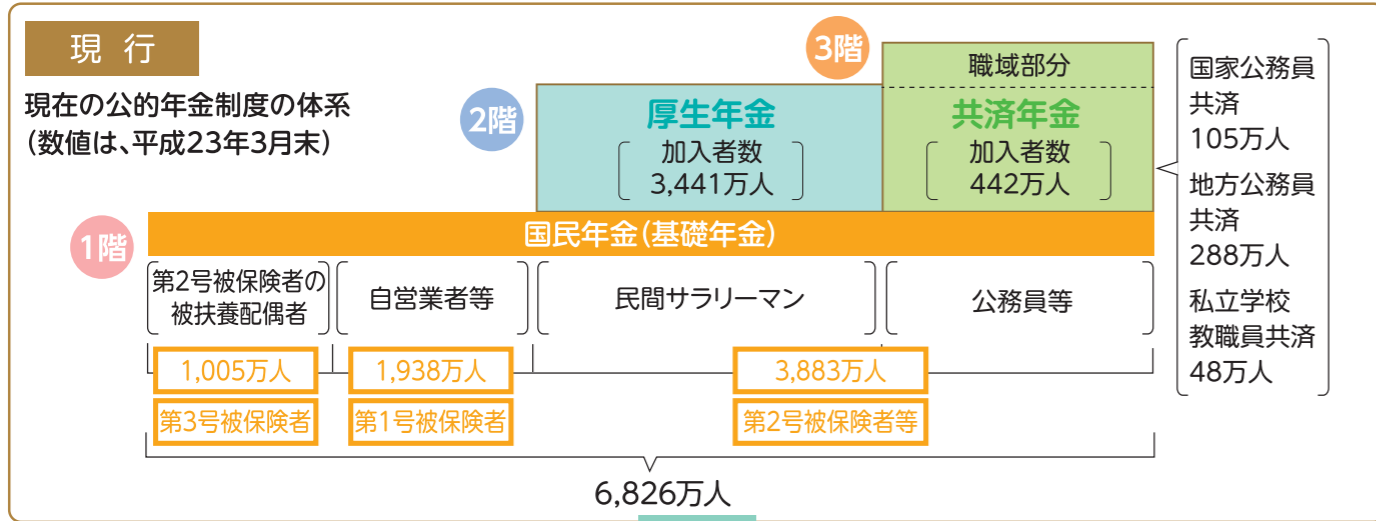 現行
現在の公的年金制度の体系
(数値は、平成23年3月末)
3階
職域部分
2階
厚生年金
加入者数
3,441万人
共済年金
加入者数
442万人
国家公務員
共済
105万人
地方公務員
共済
288万人
私立学校
教職員共済
48万人
1階
国民年金(基礎年金)
第2号被保険者の
被扶養配偶者
自営業者等
民間サラリーマン
公務員等
1,005万人
1,938万人
3,883万人
第3号被保険者
第1号被保険者
第2号被保険者等
6,826万人